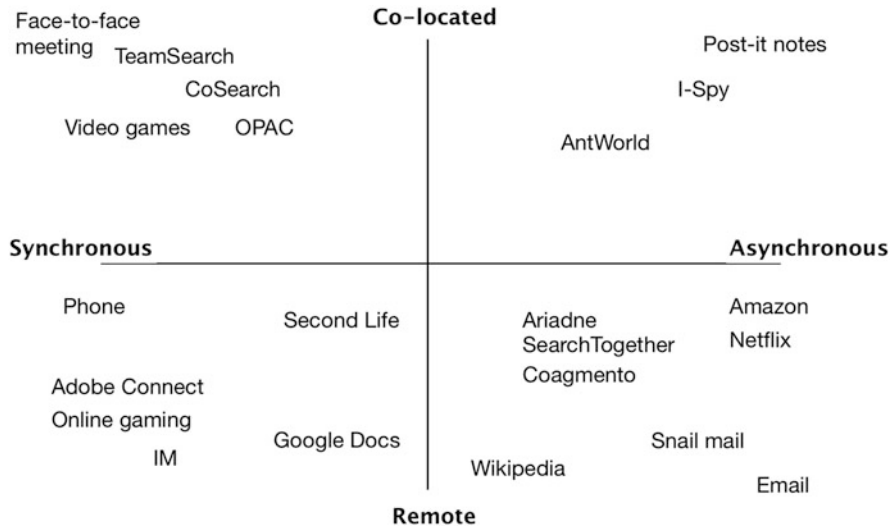 Co-located
Face-to-face
meeting
TeamSearch
CoSearch
Video games
OPAC
Post-it notes
I-Spy
AntWorld
Synchronous
Asynchronous
Phone
Second Life
Adobe Connect
Online gaming
IM
Google Docs
Ariadne
SearchTogether
Coagmento
Amazon
Netflix
Wikipedia
Snail mail
Email
Remote